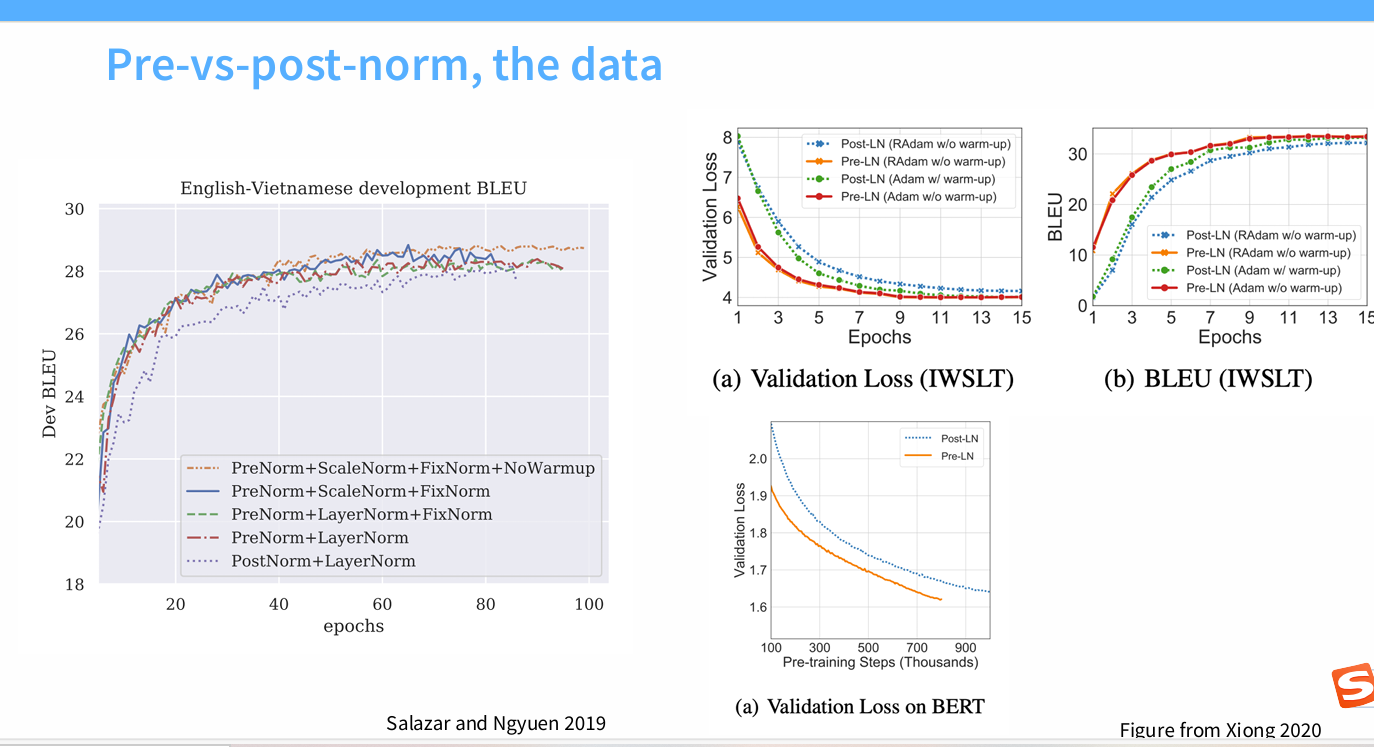 Pre-vs-post-norm, the data
English-Vietnamese development BLEU
30
28
26
24
22
20
18
Dev BLEU
PreNorm+ScaleNorm+FixNorm+NoWarmup
PreNorm+ScaleNorm+FixNorm
PreNorm+LayerNorm+FixNorm
PreNorm+LayerNorm
PostNorm+LayerNorm
20 40 60 80 100
epochs
Salazar and Ngyuen 2019
8
7
6
5
4
Validation Loss
Post-LN (RAdam w/o warm-up)
Pre-LN (RAdam w/o warm-up)
Post-LN (Adam w/ warm-up)
Pre-LN (Adam w/o warm-up)
1 3 5 7 9 11 13 15
Epochs
(a) Validation Loss (IWSLT)
30
20
10
0
BLEU
Post-LN (RAdam w/o warm-up)
Pre-LN (RAdam w/o warm-up)
Post-LN (Adam w/ warm-up)
Pre-LN (Adam w/o warm-up)
1 3 5 7 9 11 13 15
Epochs
(b) BLEU (IWSLT)
2.0
1.9
1.8
1.7
1.6
Validation Loss
Post-LN
Pre-LN
100 300 500 700 900
Pre-training Steps (Thousands)
(a) Validation Loss on BERT
S
Figure from Xiong 2020